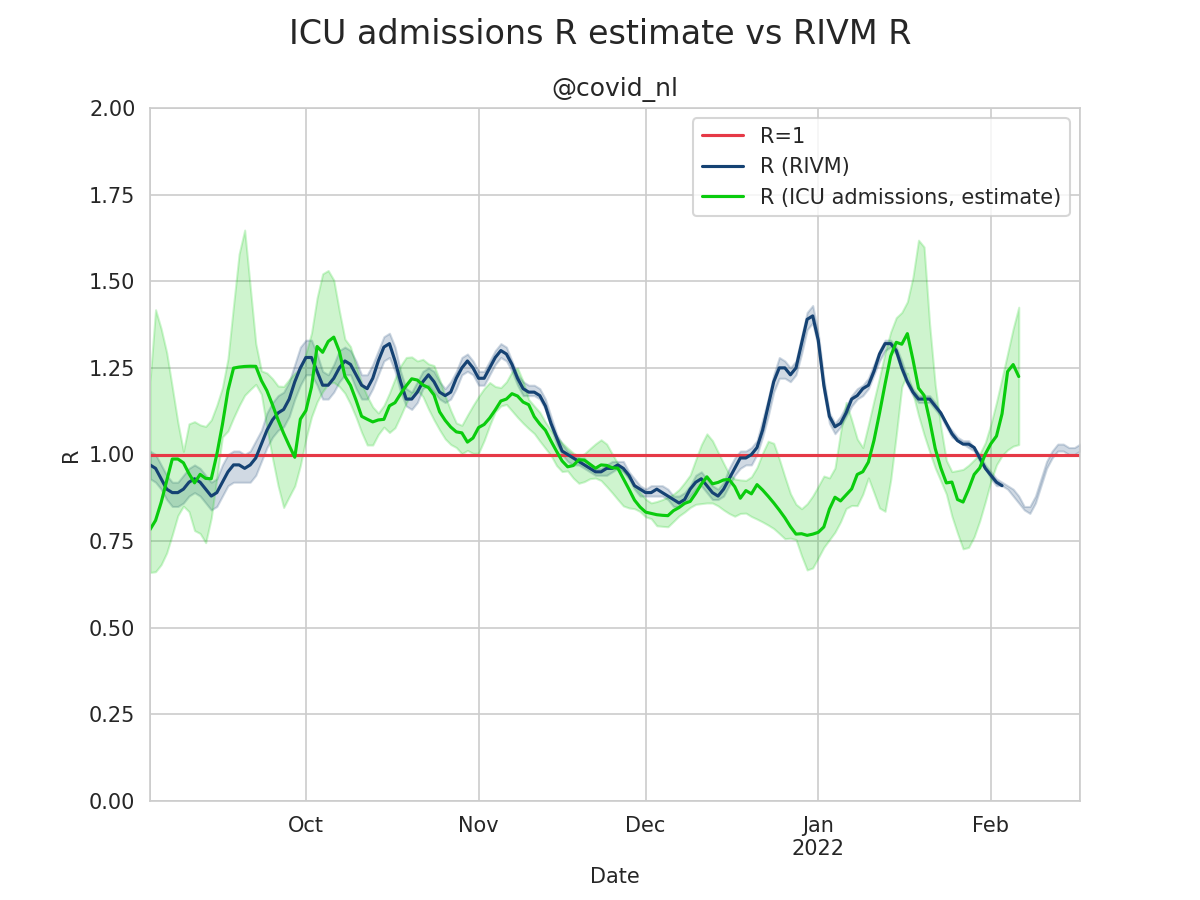 ICU admissions R estimate vs RIVM R
@covid_nl
R=1
R (RIVM)
R (ICU admissions, estimate)
2.00
1.75
1.50
1.25
1.00
0.75
0.50
0.25
0.00
R
Oct
Nov
Dec
Jan
2022
Feb
Date